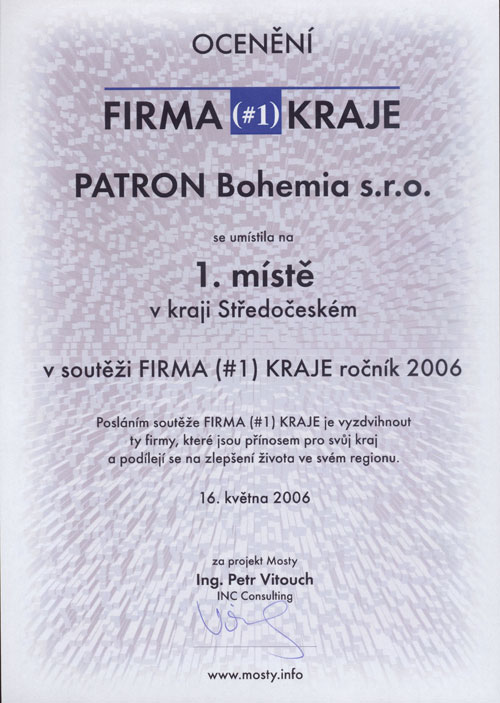 OCENĚNÍ
FIRMA (#1) KRAJE
PATRON Bohemia s.r.o.
se umístila na
1. místě
v kraji Středočeském
v soutěži FIRMA (#1) KRAJE ročník 2006
Posláním soutěže FIRMA (#1) KRAJE je vyzdvihnout
ty firmy, které jsou přínosem pro svůj kraj
a podílejí se na zlepšení života ve svém regionu.
16. května 2006
za projekt Mosty
Ing. Petr Vitouch
INC Consulting
www.mosty.info